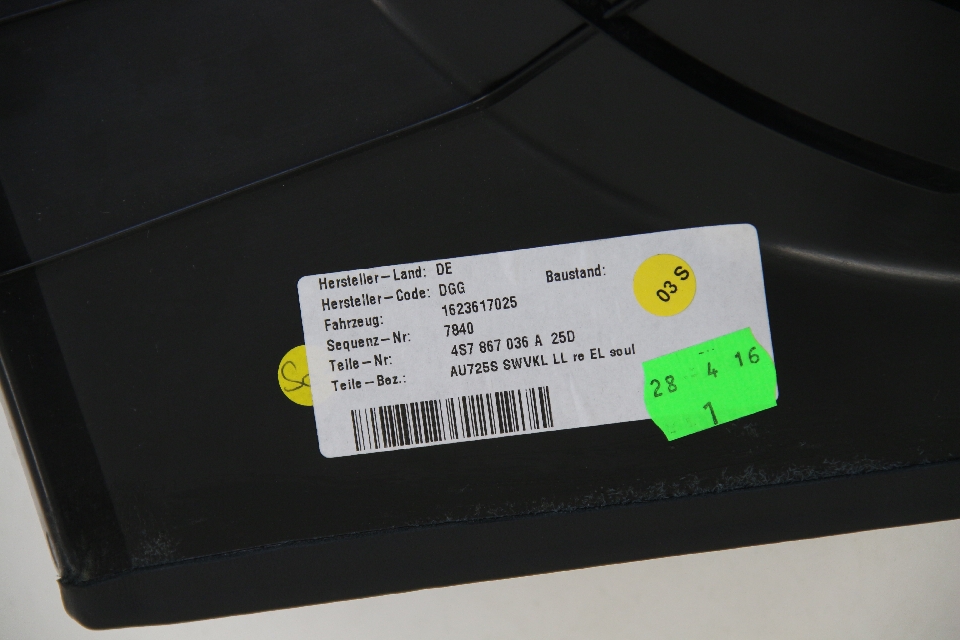 Hersteller-Land: DE
Hersteller-Code: DGG
Baustand:
03 S
Fahrzeug: 1623617025
Sequenz-Nr: 7840
Teile-Nr: 4S7 867 036 A 25D
Teile-Bez.: AU725S SWVKL LL re EL soul
28 4 16
1